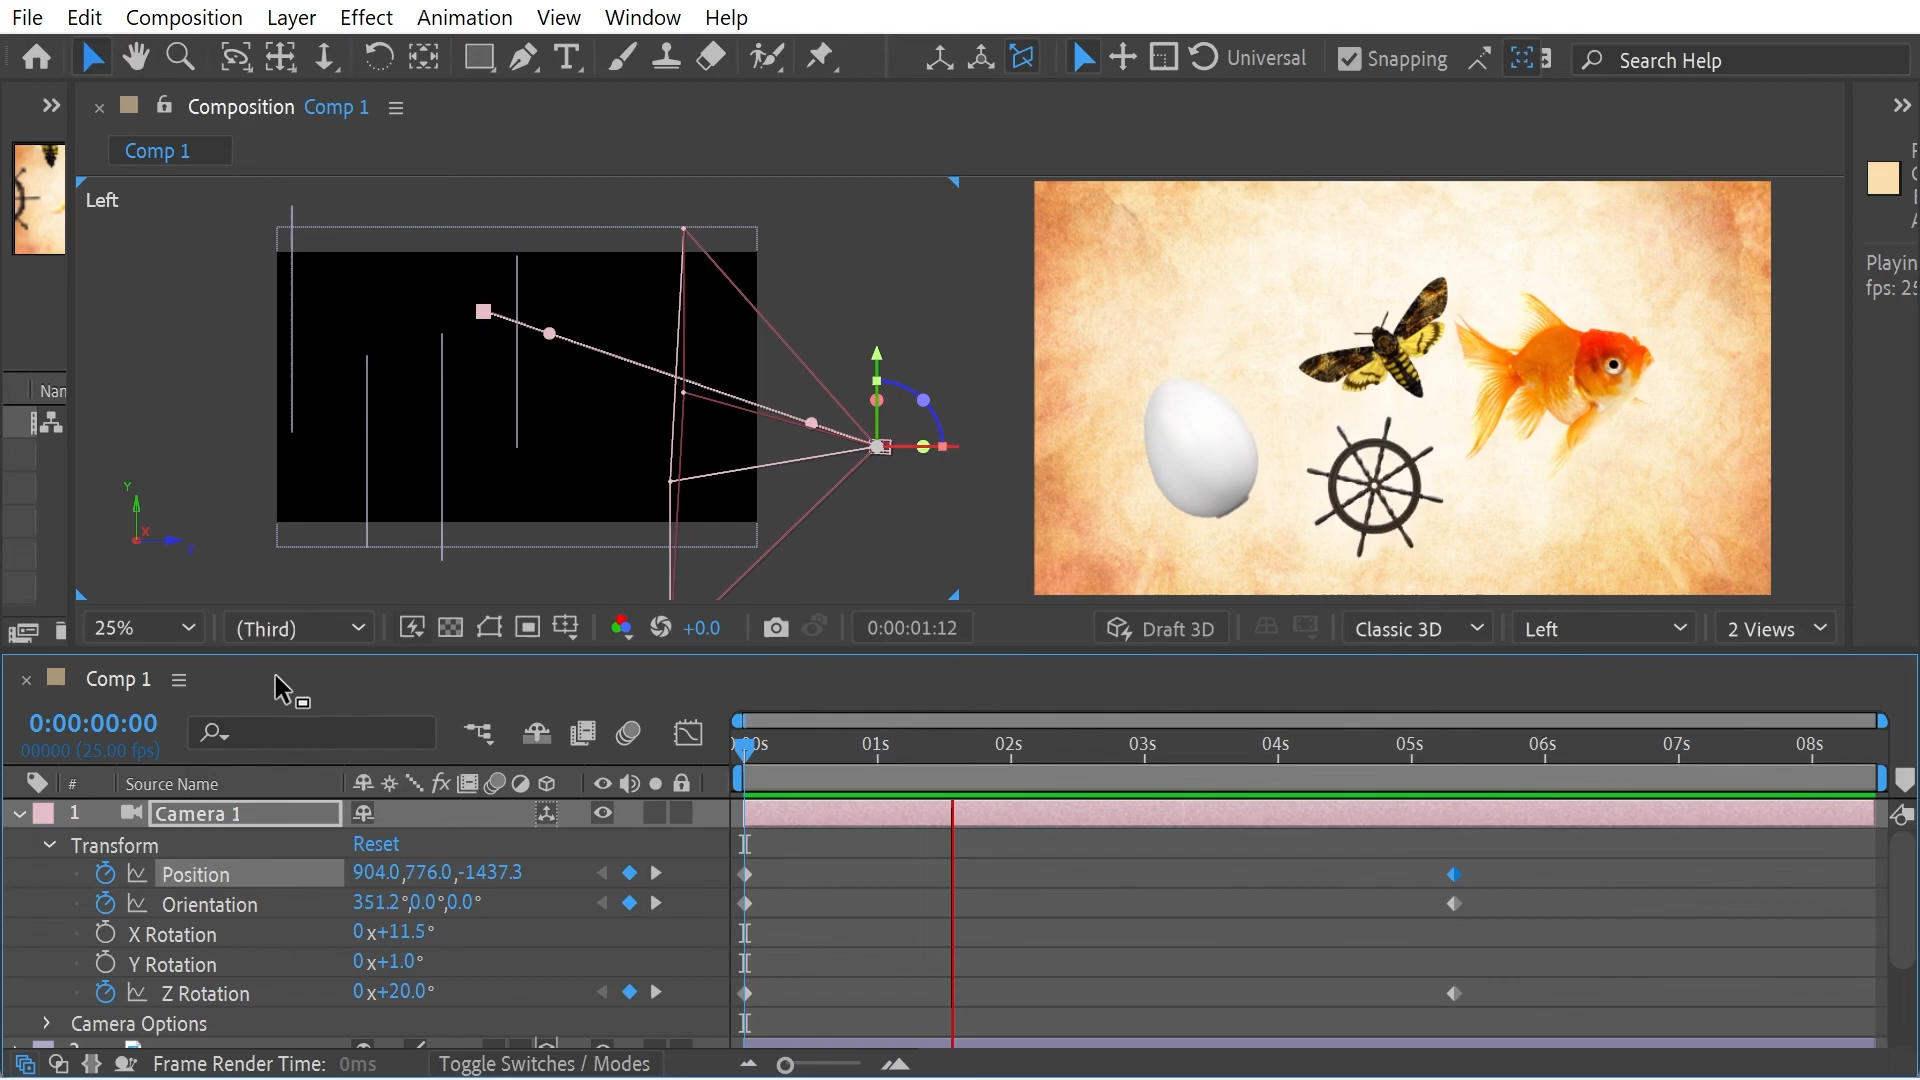 File Edit Composition Layer Effect Animation View Window Help
Universal Snapping Search Help
Composition Comp 1
Comp 1
Left
Playin
fps: 25
Nan
Y
X
Z
25% (Third) +0.0 0:00:01:12 Draft 3D Classic 3D Left 2 Views
Comp 1
0:00:00:00
00000 (25.00 fps)
01s 02s 03s 04s 05s 06s 07s 08s
# Source Name fx
1 Camera 1
Transform Reset
Position 904.0,776.0,-1437.3
Orientation 351.2°,0.0°,0.0°
X Rotation 0x+11.5°
Y Rotation 0x+1.0°
Z Rotation 0x+20.0°
Camera Options
Frame Render Time: 0ms Toggle Switches / Modes